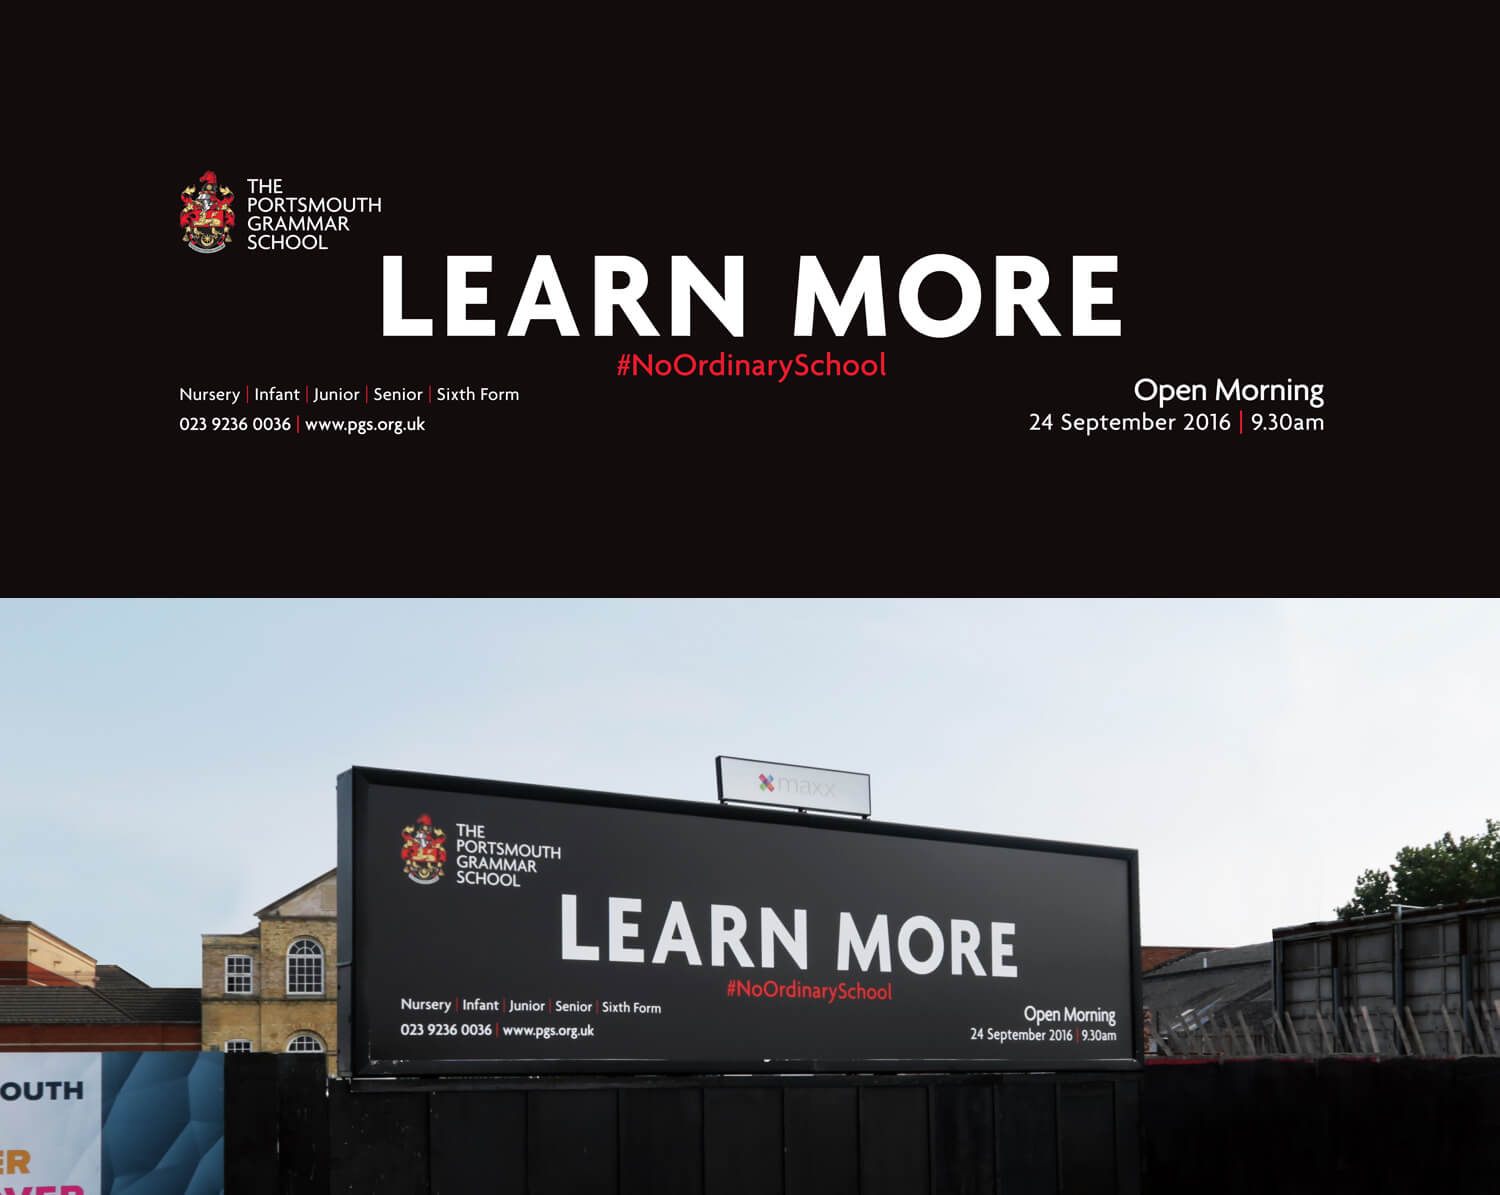 THE
PORTSMOUTH
GRAMMAR
SCHOOL
LEARN MORE
#NoOrdinarySchool
Nursery | Infant | Junior | Senior | Sixth Form
023 9236 0036 | www.pgs.org.uk
Open Morning
24 September 2016 | 9.30am
maxx
THE
PORTSMOUTH
GRAMMAR
SCHOOL
LEARN MORE
#NoOrdinarySchool
Nursery | Infant | Junior | Senior | Sixth Form
023 9236 0036 | www.pgs.org.uk
Open Morning
24 September 2016 | 9.30am
OUTH
ER
OVER